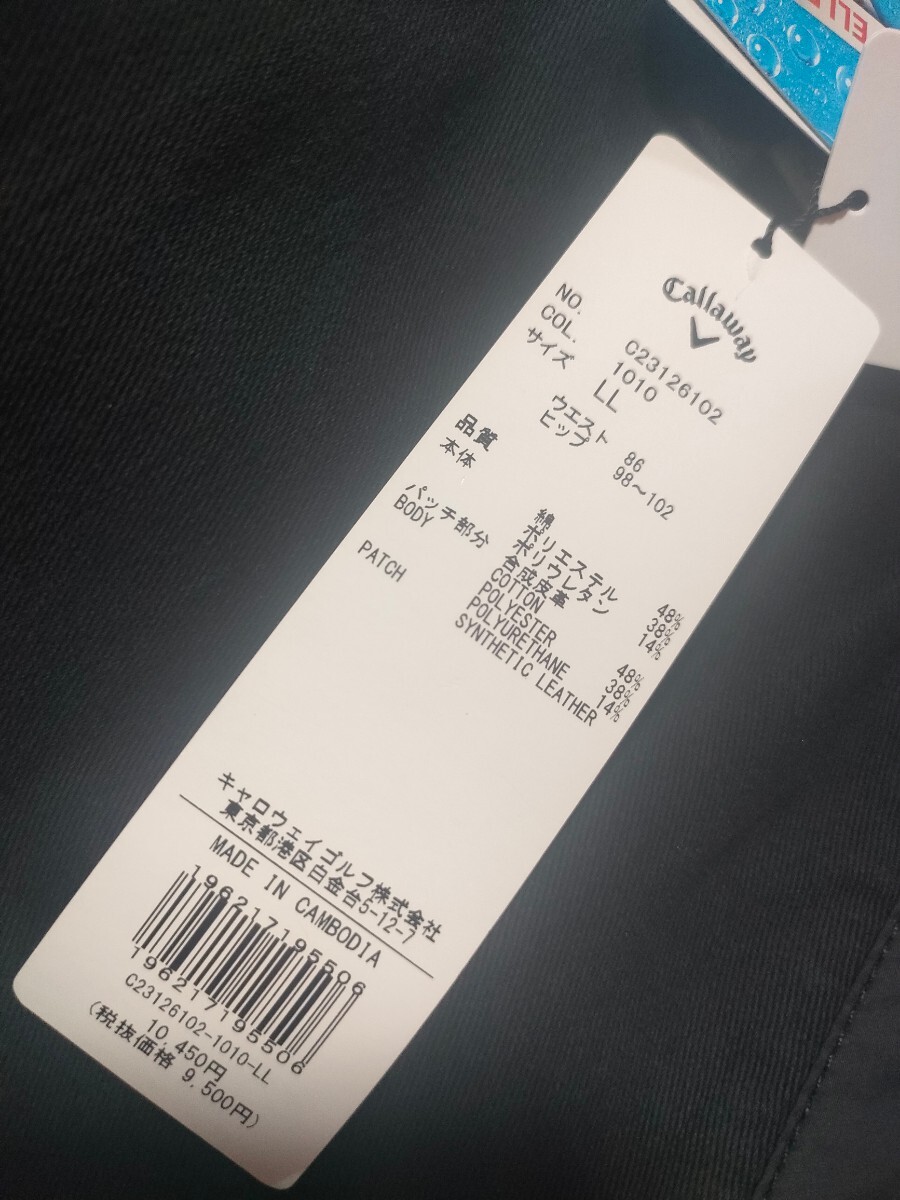 Callaway
NO. C23126102
COL. 1010
サイズ LL
ウエスト 86
ヒップ 98~102
品質
本体 綿 48%
ポリエステル 38%
ポリウレタン 14%
パッチ部分 合成皮革
BODY COTTON 48%
POLYESTER 38%
POLYURETHANE 14%
PATCH SYNTHETIC LEATHER
キャロウェイゴルフ株式会社
東京都港区白金台5-12-7
MADE IN CAMBODIA
196217195506
196217195506
C23126102-1010-LL
10,450円
(税抜価格 9,500円)